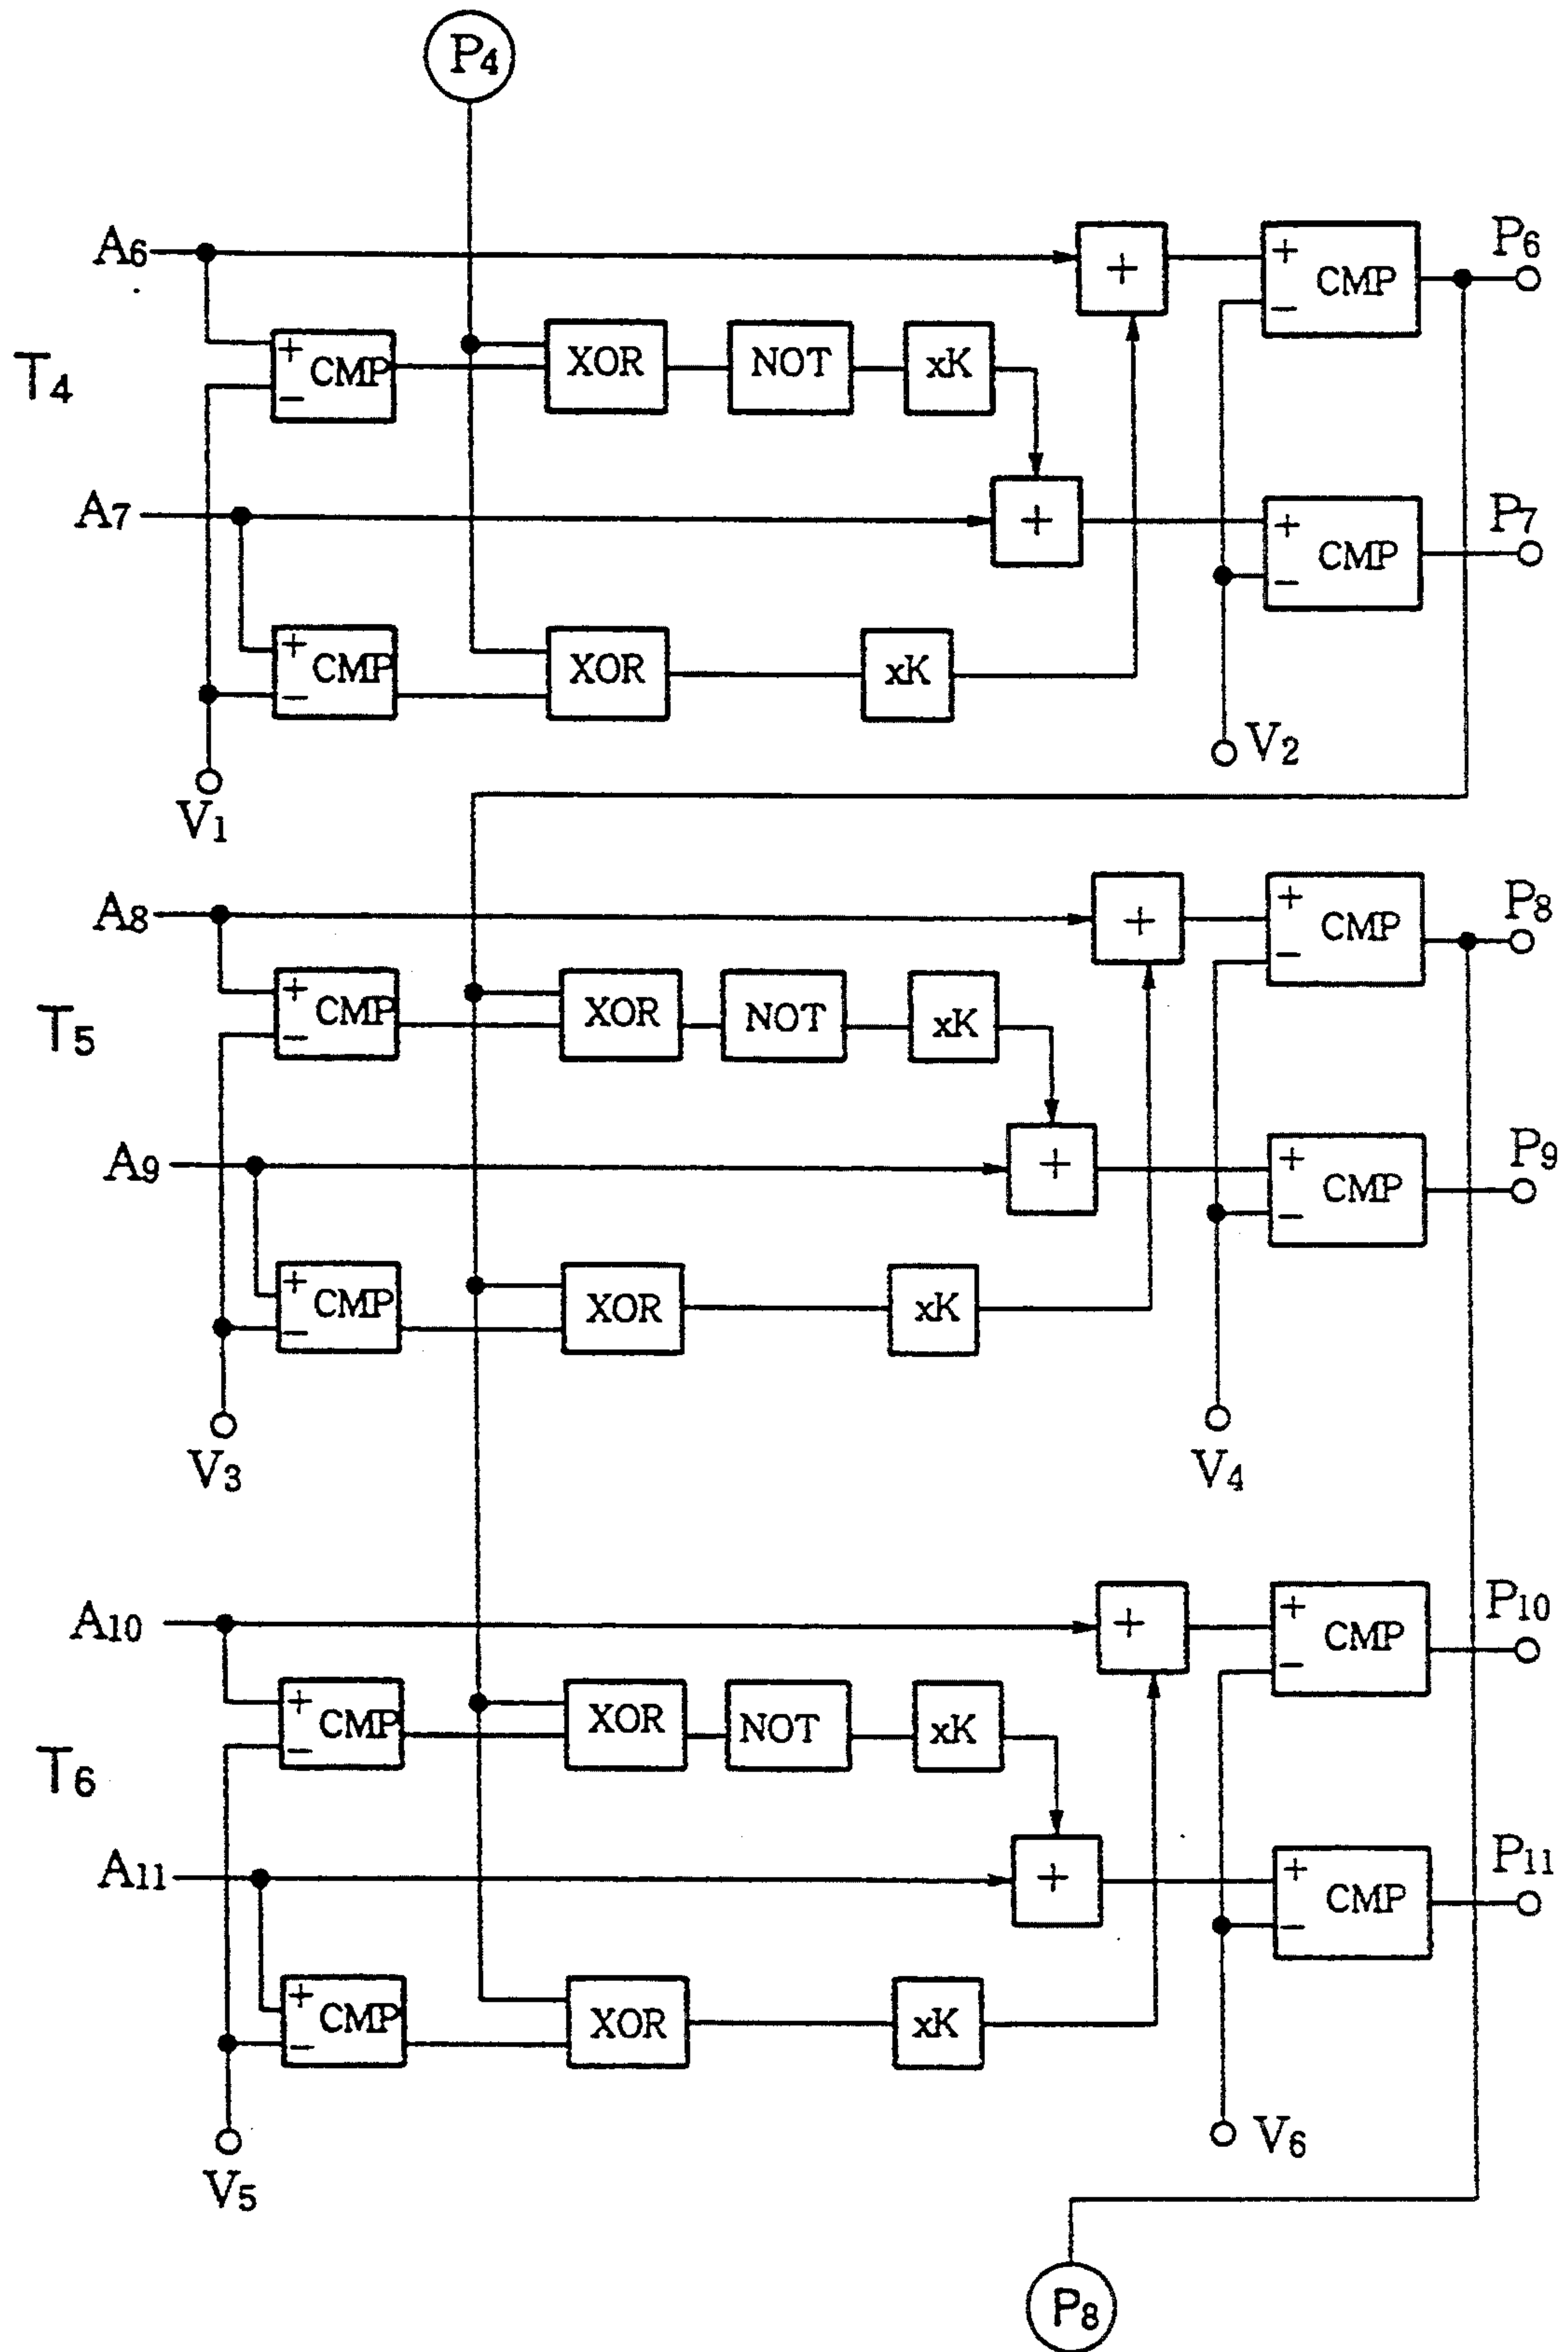 P4
A6 + + CMP P6
−
T4 + CMP XOR NOT xK
−
A7 + + CMP P7
−
+ CMP XOR xK
−
V1 V2
A8 + + CMP P8
−
T5 + CMP XOR NOT xK
−
A9 + + CMP P9
−
+ CMP XOR xK
−
V3 V4
A10 + + CMP P10
−
T6 + CMP XOR NOT xK
−
A11 + + CMP P11
−
+ CMP XOR xK
−
V5 V6
P8